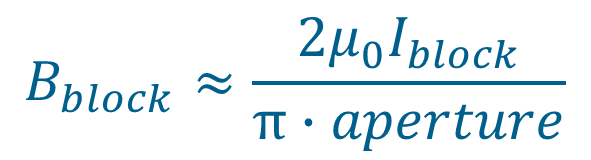 B_block ≈ 2μ₀I_block / π · aperture